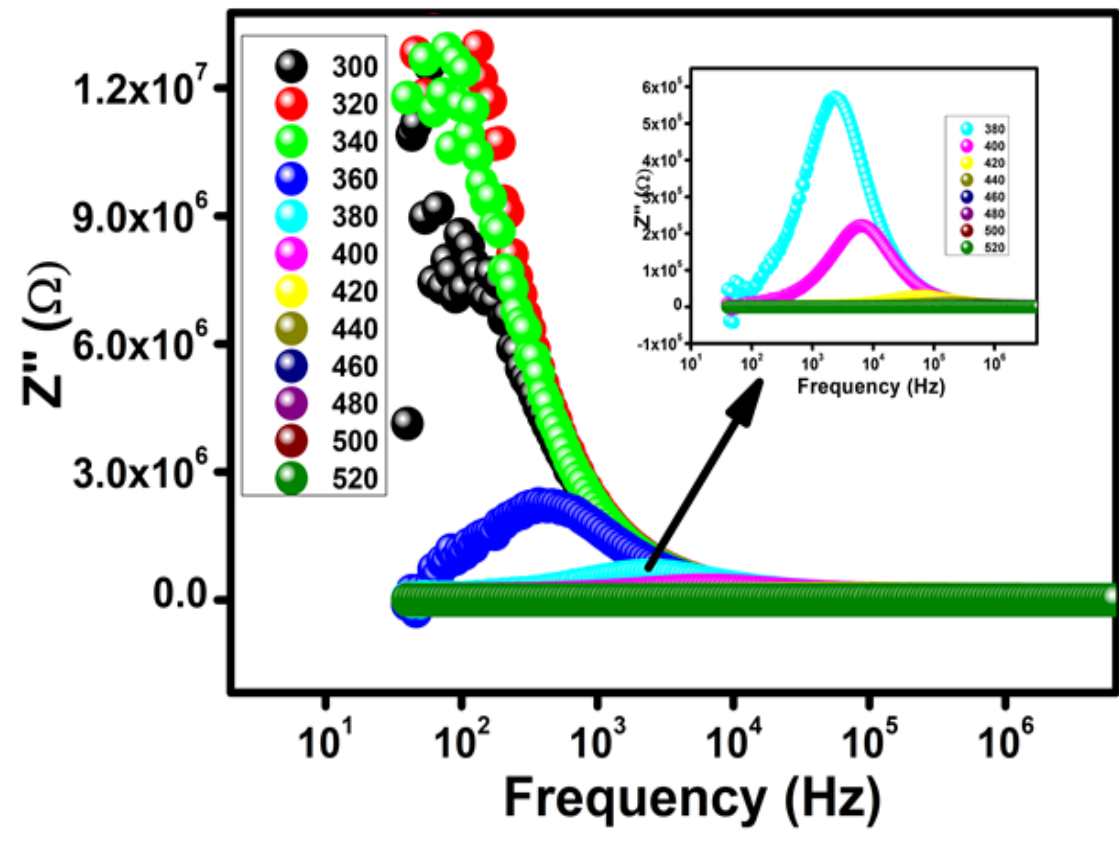 1.2x10⁷
9.0x10⁶
6.0x10⁶
3.0x10⁶
0.0
Z" (Ω)
300
320
340
360
380
400
420
440
460
480
500
520
10¹
10²
10³
10⁴
10⁵
10⁶
Frequency (Hz)
6x10⁵
5x10⁵
4x10⁵
3x10⁵
2x10⁵
1x10⁵
0
-1x10⁵
Z" (Ω)
380
400
420
440
460
480
500
520
10¹
10²
10³
10⁴
10⁵
10⁶
Frequency (Hz)